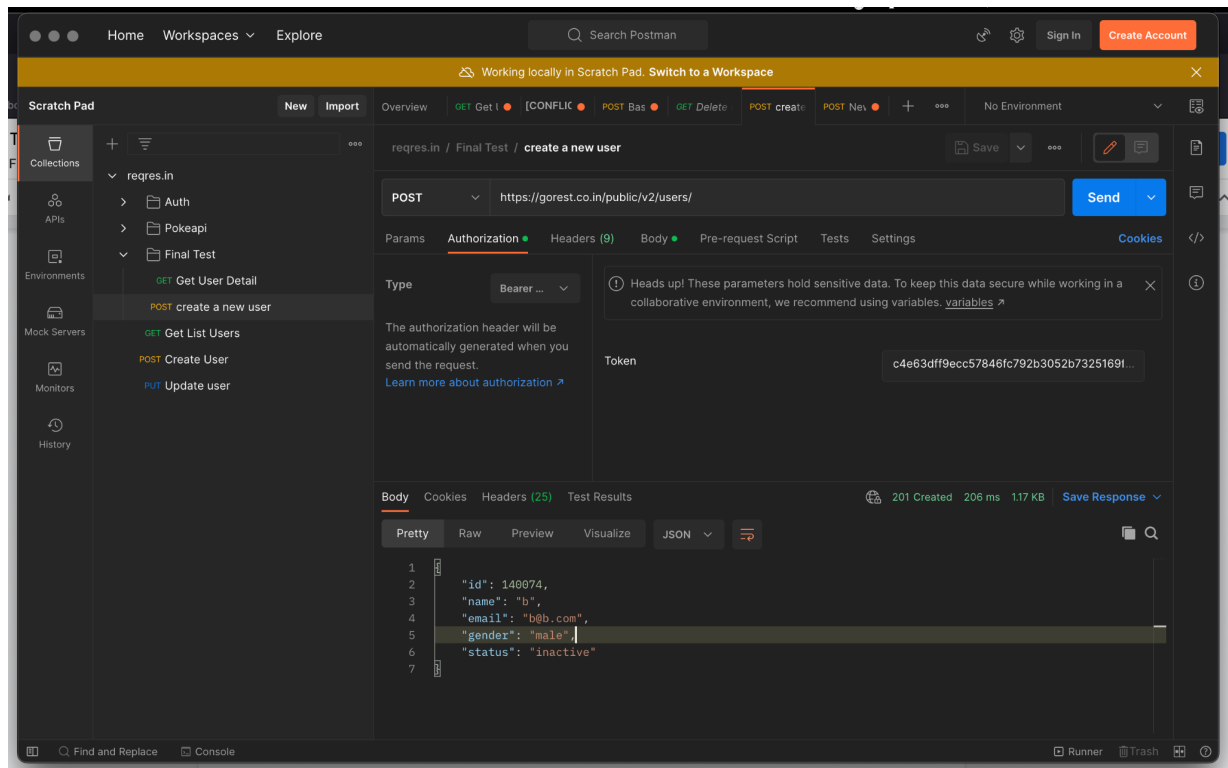 Home Workspaces Explore Search Postman Sign In Create Account
Working locally in Scratch Pad. Switch to a Workspace
Scratch Pad New Import Overview GET Get [CONFLIC POST Bas GET Delete POST create POST Nev No Environment
Collections
reqres.in / Final Test / create a new user Save
reqres.in
Auth
Pokeapi
Final Test
GET Get User Detail
POST create a new user
GET Get List Users
POST Create User
PUT Update user
APIs
Environments
Mock Servers
Monitors
History
POST https://gorest.co.in/public/v2/users/ Send
Params Authorization Headers (9) Body Pre-request Script Tests Settings Cookies
Type Bearer ...
The authorization header will be
automatically generated when you
send the request.
Learn more about authorization ↗
Heads up! These parameters hold sensitive data. To keep this data secure while working in a
collaborative environment, we recommend using variables. variables ↗
Token c4e63dff9ecc57846fc792b3052b7325169f...
Body Cookies Headers (25) Test Results 201 Created 206 ms 1.17 KB Save Response
Pretty Raw Preview Visualize JSON
1 {
2 "id": 140074,
3 "name": "b",
4 "email": "b@b.com",
5 "gender": "male",
6 "status": "inactive"
7 }
Find and Replace Console Runner Trash